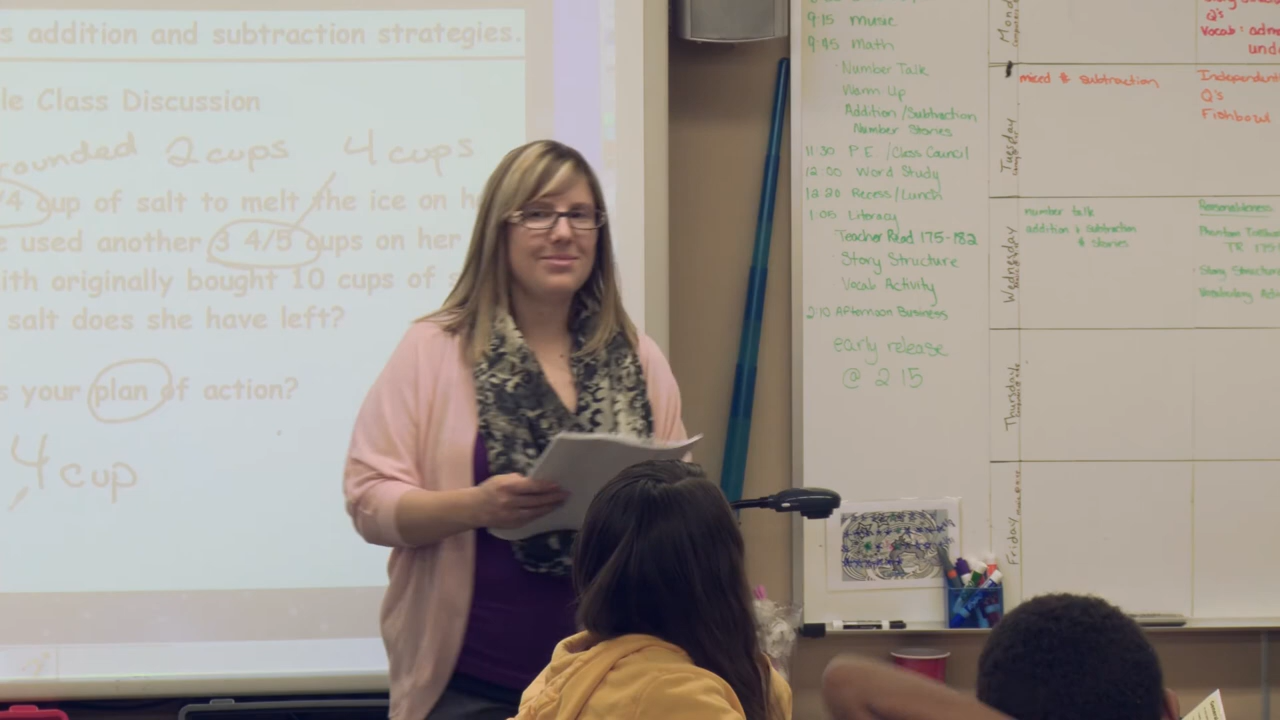 s addition and subtraction strategies.
le Class Discussion
rounded 2 cups 4 cups
/4 cup of salt to melt the ice on h
e used another 3 4/5 cups on her
ith originally bought 10 cups of s
salt does she have left?
s your plan of action?
4 cup
9:15 music
9:45 math
Number Talk
Warm Up
Addition/Subtraction
Number Stories
11:30 P.E./Class Council
12:00 Word Study
12:20 Recess/Lunch
1:05 Literacy
Teacher Read 175-182
Story Structure
Vocab Activity
2:10 Afternoon Business
early release
@ 2:15
Mond
Q's
Vocab: adm
und
Tuesday
mixed # subtraction
Independent
Q's
Fishbowl
Wednesday
number talk
addition & subtraction
# stories
Reasonableness
TR 175
Story Structure
Vocabulary Act
Thursday
Friday